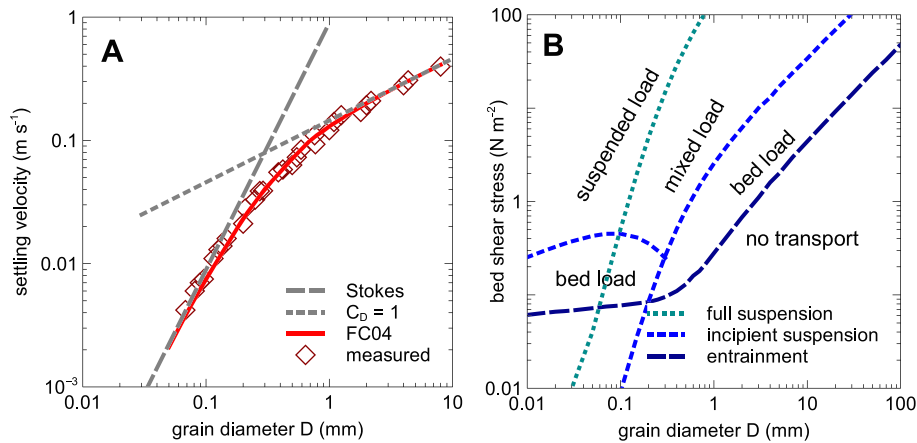 A
settling velocity (m s⁻¹)
1
0.1
0.01
10⁻³
0.01
0.1
1
10
grain diameter D (mm)
Stokes
C_D = 1
FC04
measured
B
bed shear stress (N m⁻²)
100
1
0.01
0.01
0.1
1
10
100
grain diameter D (mm)
suspended load
mixed load
bed load
no transport
bed load
full suspension
incipient suspension
entrainment